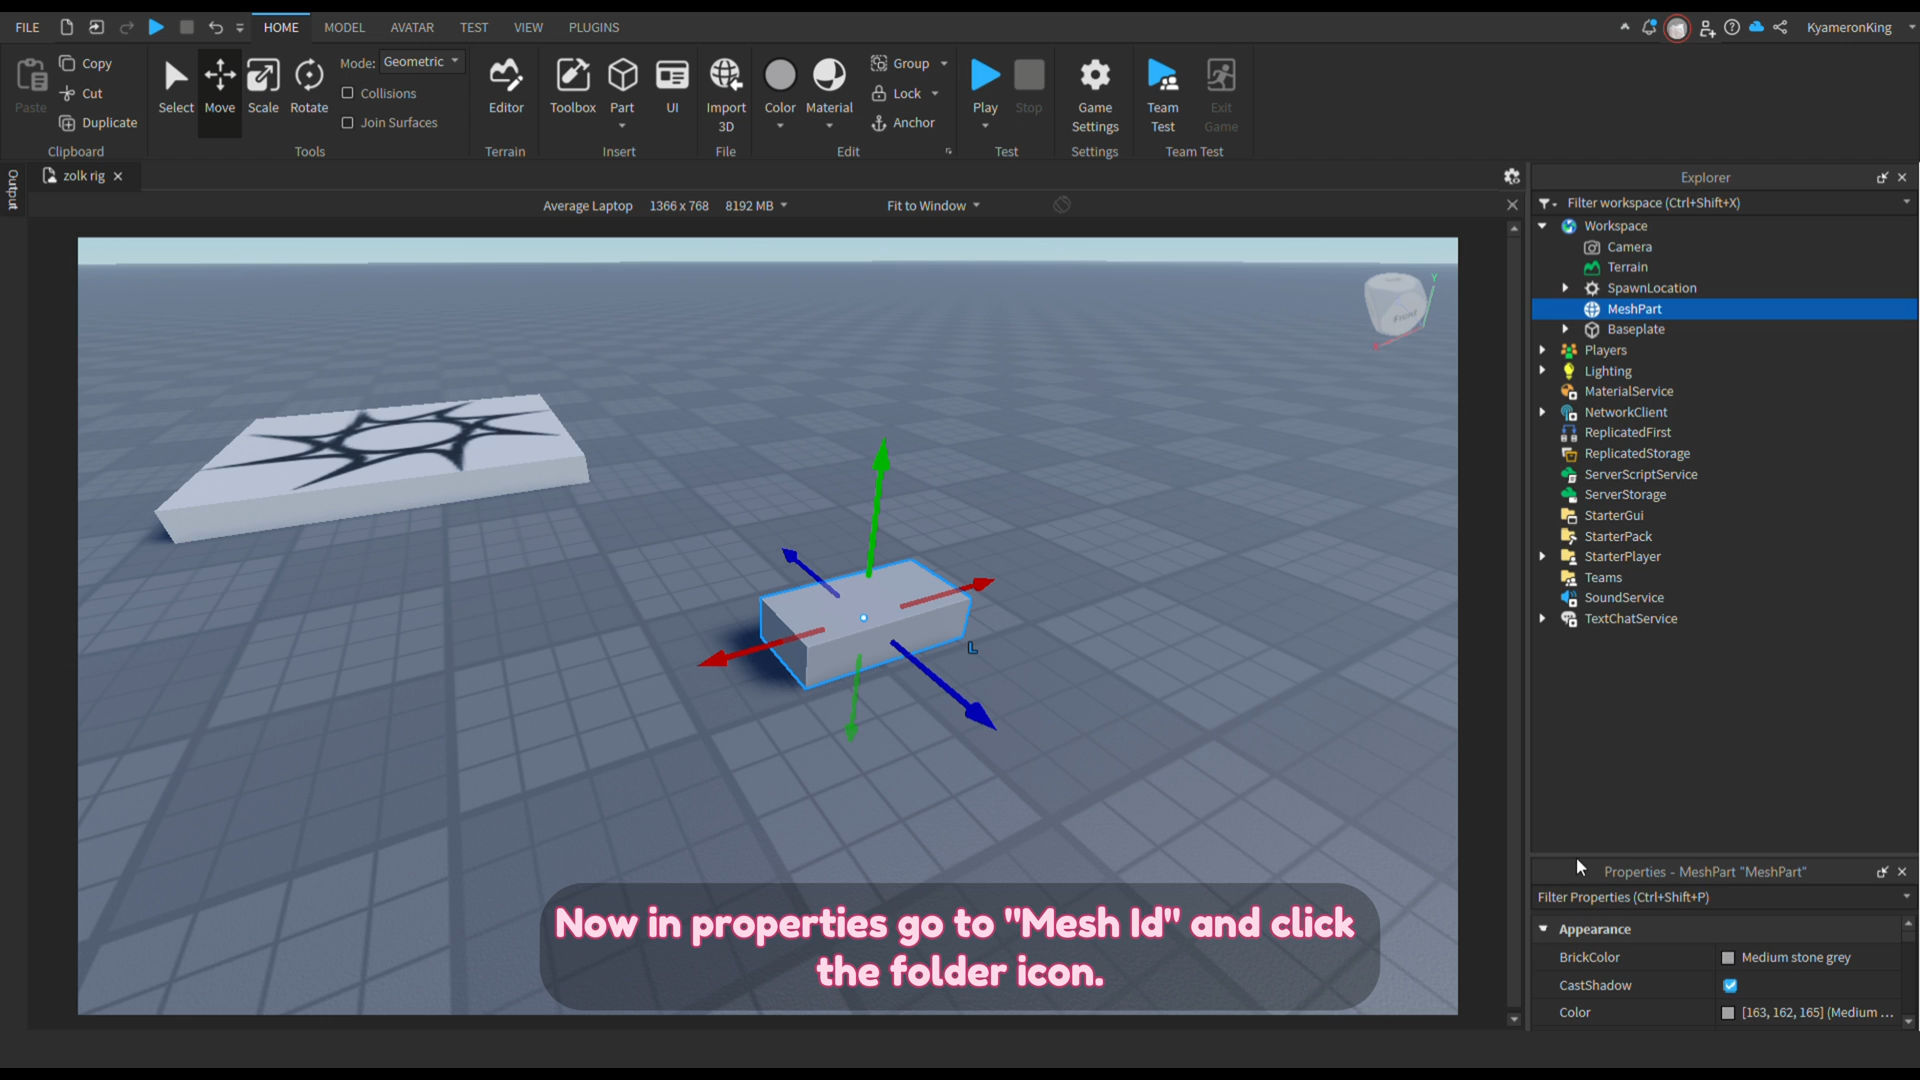 FILE
HOME
MODEL
AVATAR
TEST
VIEW
PLUGINS
KyameronKing
Paste
Copy
Cut
Duplicate
Clipboard
Select
Move
Scale
Rotate
Mode: Geometric
Collisions
Join Surfaces
Tools
Editor
Terrain
Toolbox
Part
UI
Insert
Import
3D
File
Color
Material
Group
Lock
Anchor
Edit
Play
Stop
Test
Game
Settings
Settings
Team
Test
Exit
Game
Team Test
Output
zolk rig
Average Laptop 1366 x 768 8192 MB
Fit to Window
Front
Y
L
Now in properties go to "Mesh Id" and click
the folder icon.
Explorer
Filter workspace (Ctrl+Shift+X)
Workspace
Camera
Terrain
SpawnLocation
MeshPart
Baseplate
Players
Lighting
MaterialService
NetworkClient
ReplicatedFirst
ReplicatedStorage
ServerScriptService
ServerStorage
StarterGui
StarterPack
StarterPlayer
Teams
SoundService
TextChatService
Properties - MeshPart "MeshPart"
Filter Properties (Ctrl+Shift+P)
Appearance
BrickColor Medium stone grey
CastShadow
Color [163, 162, 165] (Medium ...